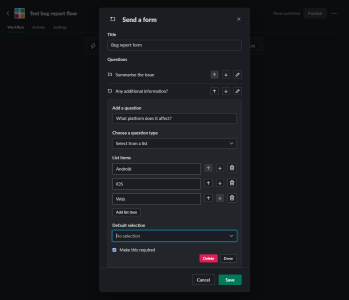 Test bug report flow
Publish
Workflow Activity Settings
Send a form
Title
Bug report form
Questions
Summarise the issue
Any additional information?
Add a question
What platform does it affect?
Choose a question type
Select from a list
List items
Android
iOS
Web
Add list item
Default selection
No selection
Make this required
Delete Done
Cancel Save